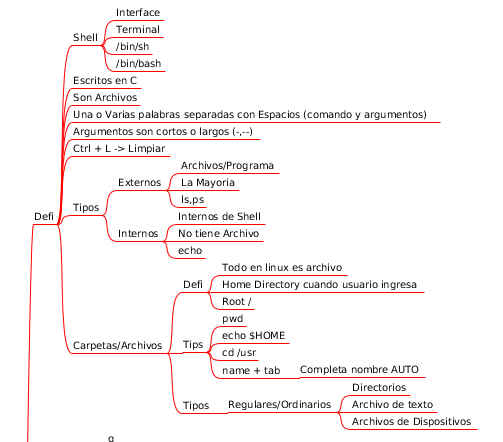 Interface
Shell
Terminal
/bin/sh
/bin/bash
Escritos en C
Son Archivos
Una o Varias palabras separadas con Espacios (comando y argumentos)
Argumentos son cortos o largos (-,--)
Ctrl + L -> Limpiar
Defi
Tipos
Externos
Archivos/Programa
La Mayoria
ls,ps
Internos
Internos de Shell
No tiene Archivo
echo
Carpetas/Archivos
Defi
Todo en linux es archivo
Home Directory cuando usuario ingresa
Root /
Tips
pwd
echo $HOME
cd /usr
name + tab
Completa nombre AUTO
Tipos
Regulares/Ordinarios
Directorios
Archivo de texto
Archivos de Dispositivos